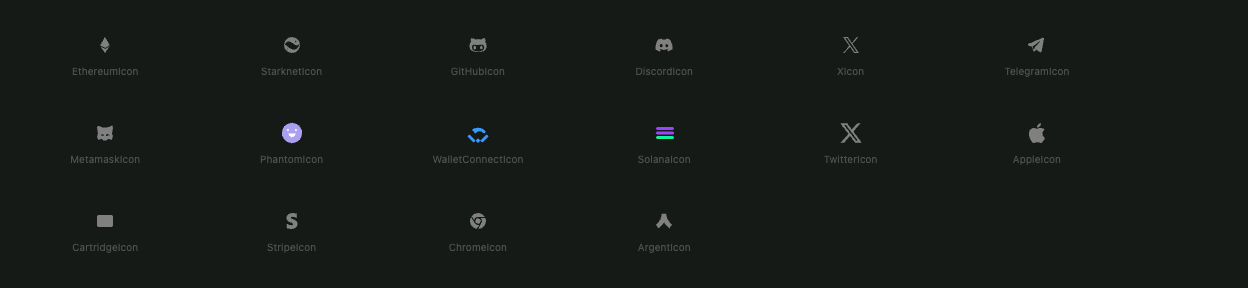 EthereumIcon StarknetIcon GitHubIcon DiscordIcon XIcon TelegramIcon
MetamaskIcon PhantomIcon WalletConnectIcon SolanaIcon TwitterIcon AppleIcon
CartridgeIcon StripeIcon ChromeIcon ArgentIcon